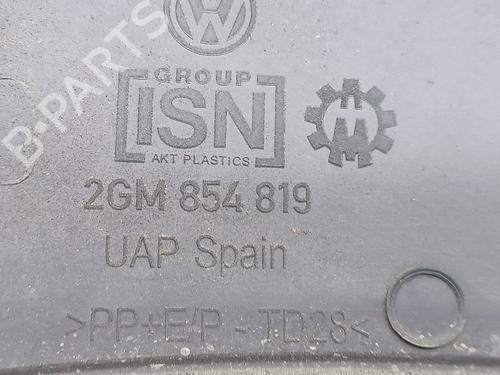 GROUP
ISN
AKT PLASTICS
2GM 854 819
UAP Spain
>PP+E/P - TD28<
B-PARTS